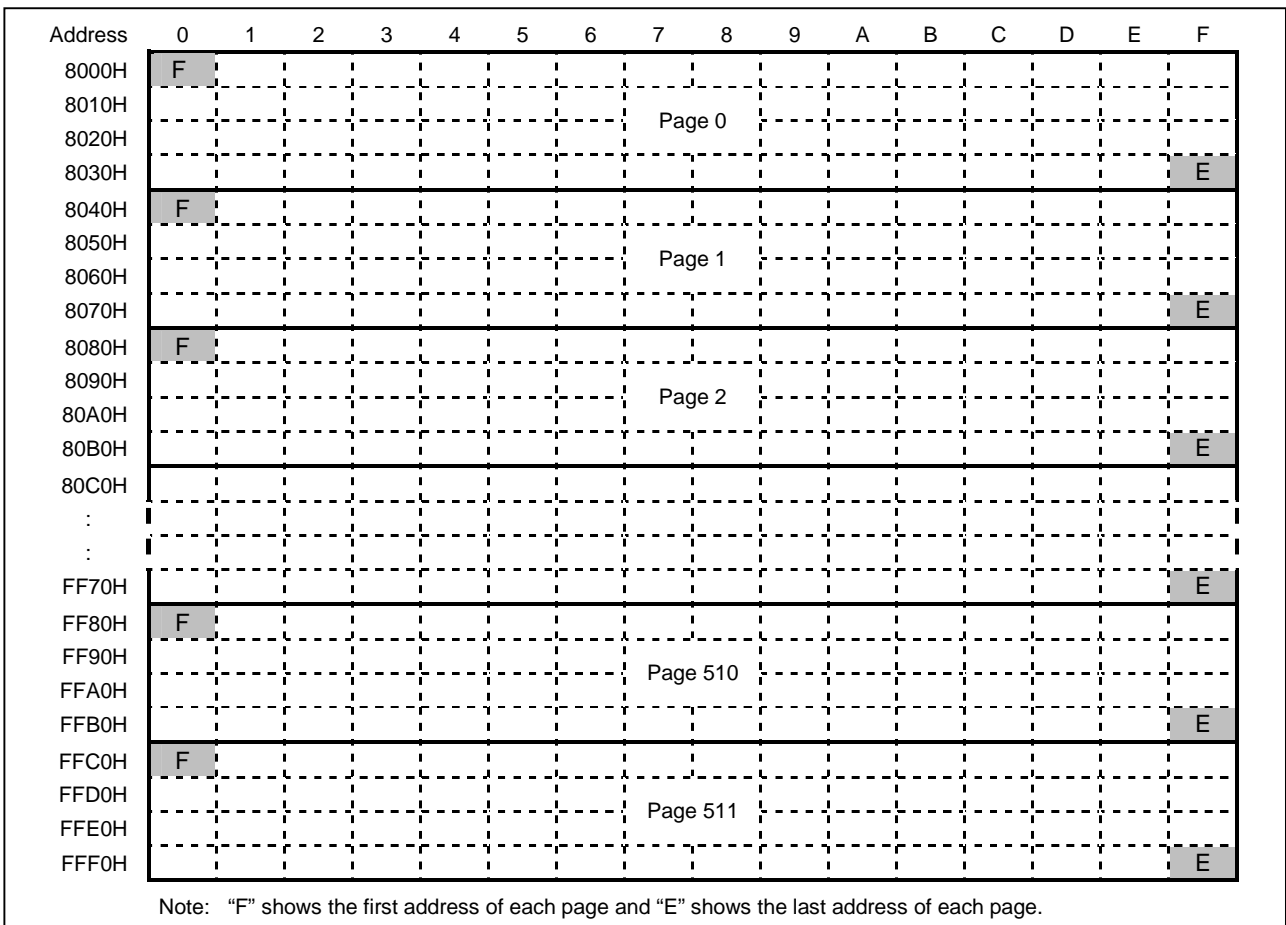 Address 0 1 2 3 4 5 6 7 8 9 A B C D E F
8000H F
8010H
Page 0
8020H
8030H E
8040H F
8050H
Page 1
8060H
8070H E
8080H F
8090H
Page 2
80A0H
80B0H E
80C0H
:
:
FF70H E
FF80H F
FF90H
Page 510
FFA0H
FFB0H E
FFC0H F
FFD0H
Page 511
FFE0H
FFF0H E
Note: “F” shows the first address of each page and “E” shows the last address of each page.